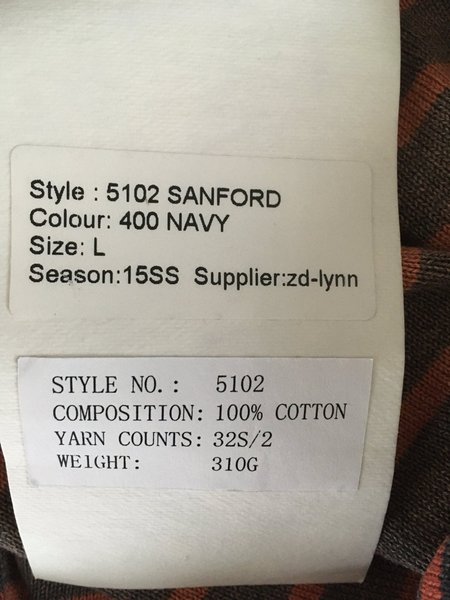 Style : 5102 SANFORD
Colour: 400 NAVY
Size: L
Season:15SS Supplier:zd-lynn
STYLE NO.: 5102
COMPOSITION: 100% COTTON
YARN COUNTS: 32S/2
WEIGHT: 310G